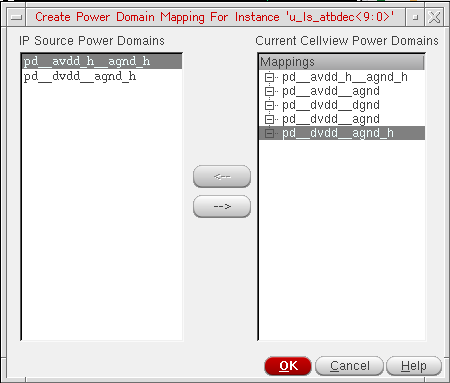 Create Power Domain Mapping For Instance 'u_ls_atbdec<9:0>'
IP Source Power Domains
pd__avdd_h__agnd_h
pd__dvdd__agnd_h
<--
-->
Current Cellview Power Domains
Mappings
pd__avdd_h__agnd_h
pd__avdd__agnd
pd__dvdd__dgnd
pd__dvdd__agnd
pd__dvdd__agnd_h
OK
Cancel
Help